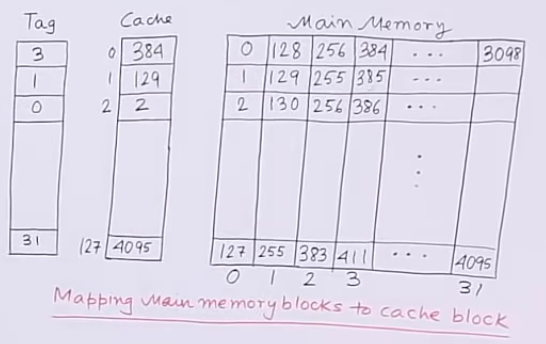 Tag Cache Main Memory
3 0 384 0 128 256 384 ... 3098
1 1 129 1 129 255 385 ---
0 2 2 2 130 256 386 ...
31 127 4095 127 255 383 411 ... 4095
0 1 2 3 31
Mapping Main memory blocks to cache block